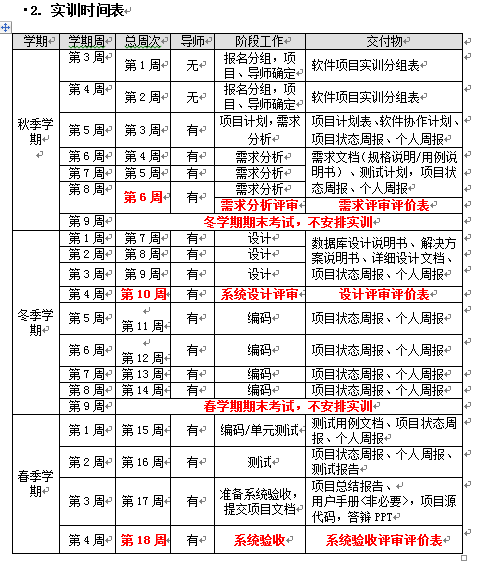 2. 实训时间表
学期 学期周 总周次 导师 阶段工作 交付物
秋季学期
第 3 周 第 1 周 无 报名分组，项目、导师确定 软件项目实训分组表
第 4 周 第 2 周 无 报名分组，项目、导师确定 软件项目实训分组表
第 5 周 第 3 周 有 项目计划，需求分析 项目计划表、软件协作计划、项目状态周报、个人周报
第 6 周 第 4 周 有 需求分析 需求文档(规格说明/用例说明书)、测试计划，项目状态周报、个人周报
第 7 周 第 5 周 有 需求分析
第 8 周 第 6 周 有 需求分析
需求分析评审 需求评审评价表
第 9 周 冬学期期末考试，不安排实训
冬季学期
第 1 周 第 7 周 有 设计 数据库设计说明书、解决方案说明书、详细设计文档、项目状态周报、个人周报
第 2 周 第 8 周 有 设计
第 3 周 第 9 周 有 设计
第 4 周 第 10 周 有 系统设计评审 设计评审评价表
第 5 周 第 11 周 有 编码 项目状态周报、个人周报
第 6 周 第 12 周 有 编码 项目状态周报、个人周报
第 7 周 第 13 周 有 编码 项目状态周报、个人周报
第 8 周 第 14 周 有 编码 项目状态周报、个人周报
第 9 周 春学期期末考试，不安排实训
春季学期
第 1 周 第 15 周 有 编码/单元测试 测试用例文档、项目状态周报、个人周报
第 2 周 第 16 周 有 测试 项目状态周报、个人周报、测试报告
第 3 周 第 17 周 有 准备系统验收，提交项目文档 项目总结报告、
用户手册<非必要>，项目源代码，答辩 PPT
第 4 周 第 18 周 有 系统验收 系统验收评审评价表